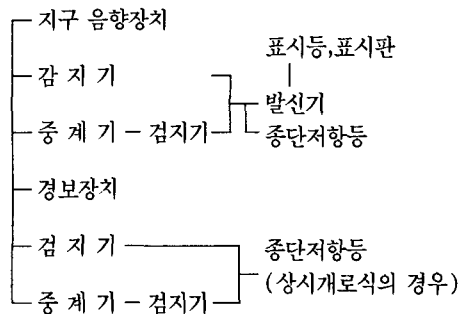 지구 음향장치
표시등,표시판
감 지 기
발신기
중 계 기 - 검지기
종단저항등
경보장치
검 지 기
종단저항등
(상시개로식의 경우)
중 계 기 - 검지기